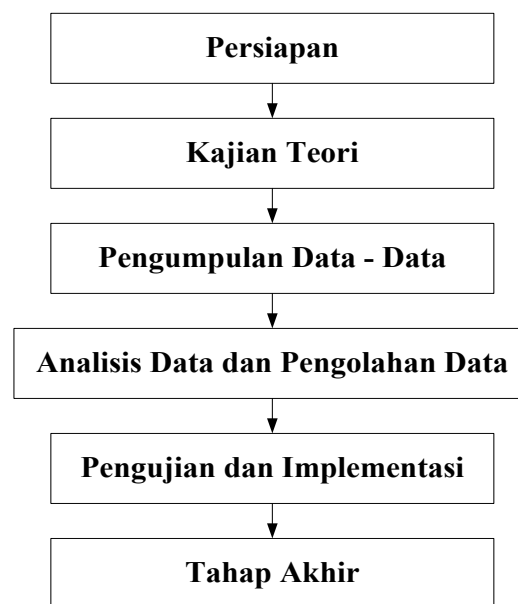 Persiapan
Kajian Teori
Pengumpulan Data - Data
Analisis Data dan Pengolahan Data
Pengujian dan Implementasi
Tahap Akhir